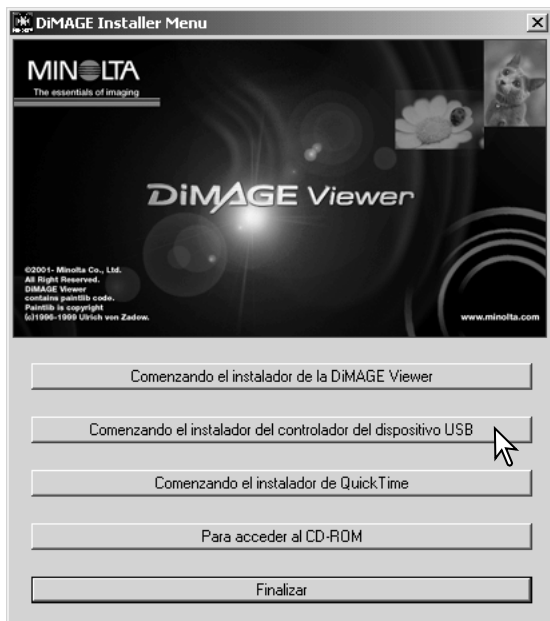 DiMAGE Installer Menu
MINOLTA
The essentials of imaging
DiMAGE Viewer
©2001- Minolta Co., Ltd.
All Right Reserved.
DiMAGE Viewer
contains paintlib code.
Paintlib is copyright
(c)1996-1999 Ulrich von Zadow.
www.minolta.com
Comenzando el instalador de la DiMAGE Viewer
Comenzando el instalador del controlador del dispositivo USB
Comenzando el instalador de QuickTime
Para acceder al CD-ROM
Finalizar